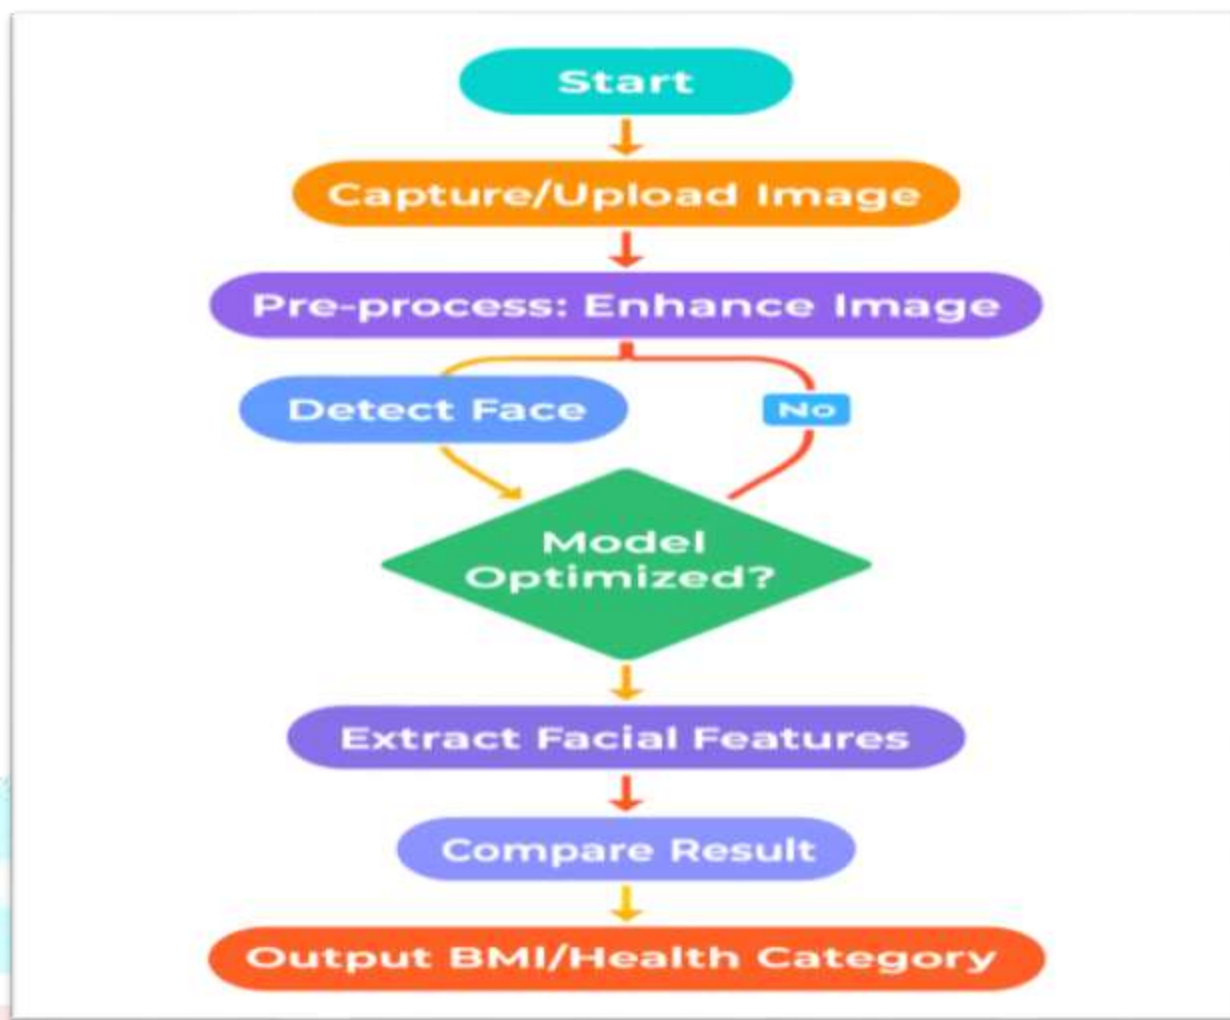 Start
Capture/Upload Image
Pre-process: Enhance Image
Detect Face
No
Model
Optimized?
Extract Facial Features
Compare Result
Output BMI/Health Category